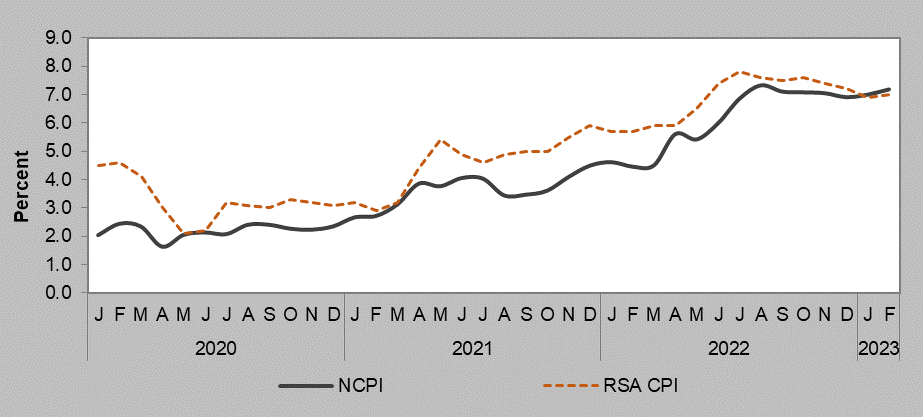 Percent
9.0
8.0
7.0
6.0
5.0
4.0
3.0
2.0
1.0
0.0
J F M A M J J A S O N D J F M A M J J A S O N D J F M A M J J A S O N D J F
2020 2021 2022 2023
NCPI RSA CPI